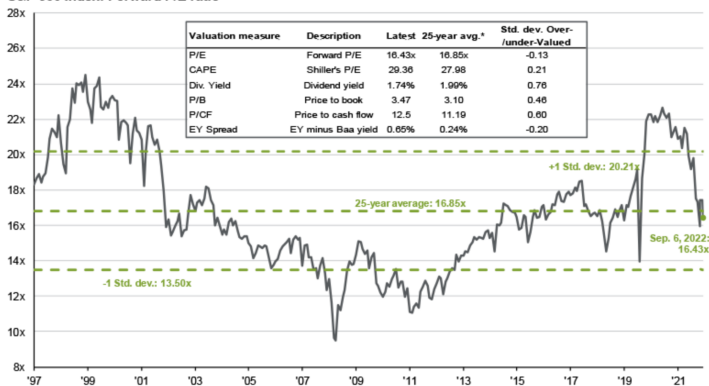 28x
Valuation measure Description Latest 25-year avg.* Std. dev. Over-/under-Valued
P/E Forward P/E 16.43x 16.85x -0.13
CAPE Shiller's P/E 29.36 27.98 0.21
Div. Yield Dividend yield 1.74% 1.99% 0.76
P/B Price to book 3.47 3.10 0.46
P/CF Price to cash flow 12.5 11.19 0.60
EY Spread EY minus Baa yield 0.65% 0.24% -0.20
26x
24x
22x
20x
+1 Std. dev.: 20.21x
18x
25-year average: 16.85x
16x
Sep. 6, 2022:
16.43x
14x
-1 Std. dev.: 13.50x
12x
10x
8x
'97 '99 '01 '03 '05 '07 '09 '11 '13 '15 '17 '19 '21